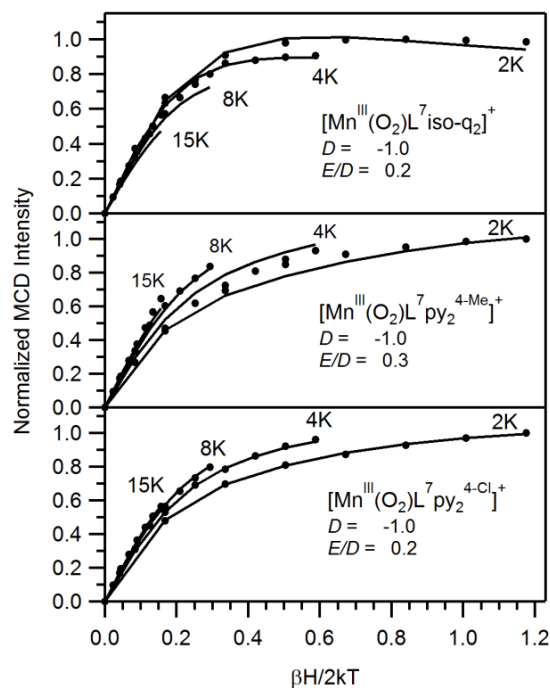 Normalized MCD Intensity
1.0
0.8
0.6
0.4
0.2
0.0
2K
4K
8K
15K
[Mnᴵᴵᴵ(O₂)L⁷iso-q₂]⁺
D = -1.0
E/D = 0.2
1.0
0.8
0.6
0.4
0.2
0.0
2K
4K
8K
15K
[Mnᴵᴵᴵ(O₂)L⁷py₂⁴⁻ᴹᵉ]⁺
D = -1.0
E/D = 0.3
1.0
0.8
0.6
0.4
0.2
0.0
2K
4K
8K
15K
[Mnᴵᴵᴵ(O₂)L⁷py₂⁴⁻ᶜˡ]⁺
D = -1.0
E/D = 0.2
0.0 0.2 0.4 0.6 0.8 1.0 1.2
βH/2kT